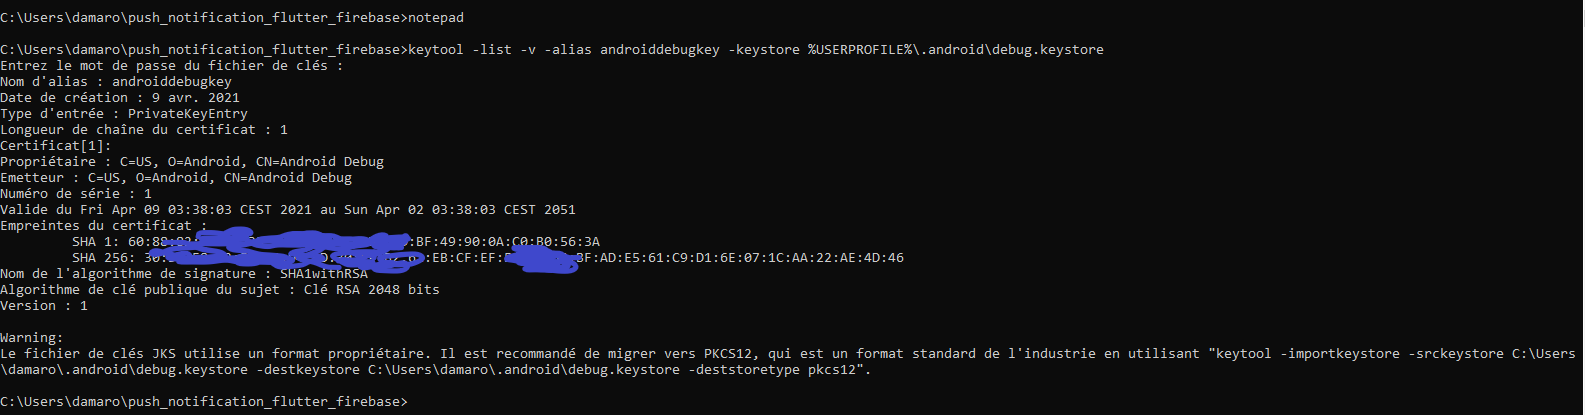 C:\Users\damaro\push_notification_flutter_firebase>notepad
C:\Users\damaro\push_notification_flutter_firebase>keytool -list -v -alias androiddebugkey -keystore %USERPROFILE%\.android\debug.keystore
Entrez le mot de passe du fichier de clés :
Nom d'alias : androiddebugkey
Date de création : 9 avr. 2021
Type d'entrée : PrivateKeyEntry
Longueur de chaîne du certificat : 1
Certificat[1]:
Propriétaire : C=US, O=Android, CN=Android Debug
Emetteur : C=US, O=Android, CN=Android Debug
Numéro de série : 1
Valide du Fri Apr 09 03:38:03 CEST 2021 au Sun Apr 02 03:38:03 CEST 2051
Empreintes du certificat :
SHA 1: :BF:49:90:0A:C0:B0:56:3A
SHA 256: :EB:CF:EF: :AD:E5:61:C9:D1:6E:07:1C:AA:22:AE:4D:46
Nom de l'algorithme de signature : SHA1withRSA
Algorithme de clé publique du sujet : Clé RSA 2048 bits
Version : 1
Warning:
Le fichier de clés JKS utilise un format propriétaire. Il est recommandé de migrer vers PKCS12, qui est un format standard de l'industrie en utilisant "keytool -importkeystore -srckeystore C:\Users
\damaro\.android\debug.keystore -destkeystore C:\Users\damaro\.android\debug.keystore -deststoretype pkcs12".
C:\Users\damaro\push_notification_flutter_firebase>